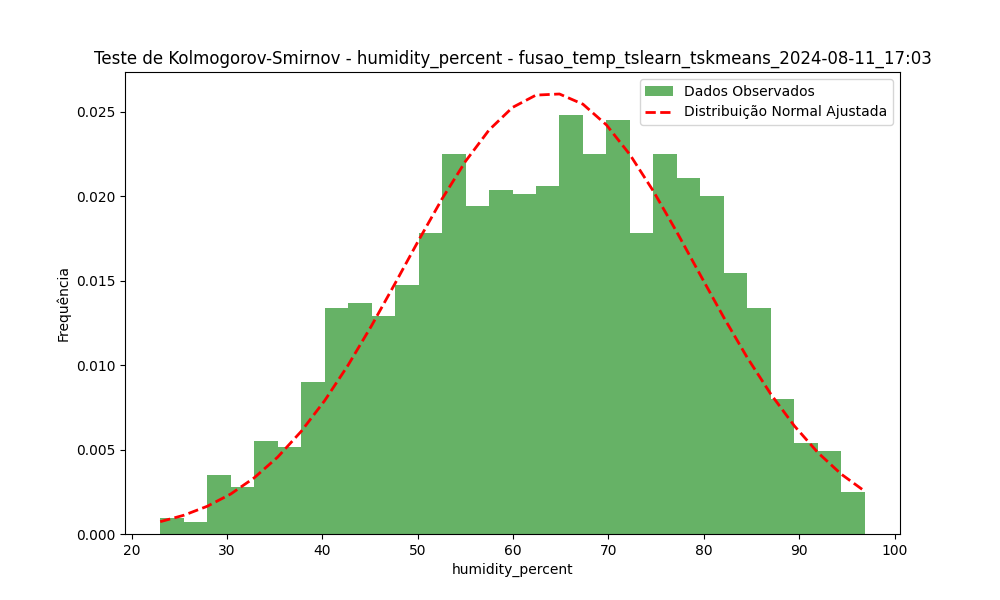 Teste de Kolmogorov-Smirnov - humidity_percent - fusao_temp_tslearn_tskmeans_2024-08-11_17:03
Dados Observados
Distribuição Normal Ajustada
Frequência
0.025
0.020
0.015
0.010
0.005
0.000
20 30 40 50 60 70 80 90 100
humidity_percent